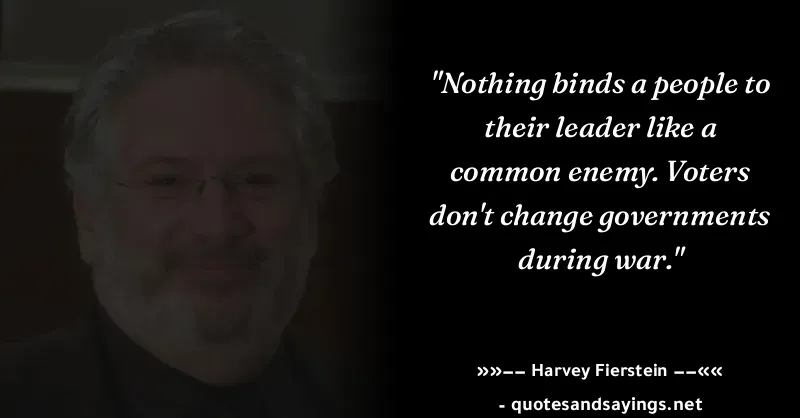 "Nothing binds a people to
their leader like a
common enemy. Voters
don't change governments
during war."
»»−− Harvey Fierstein −−««
- quotesandsayings.net